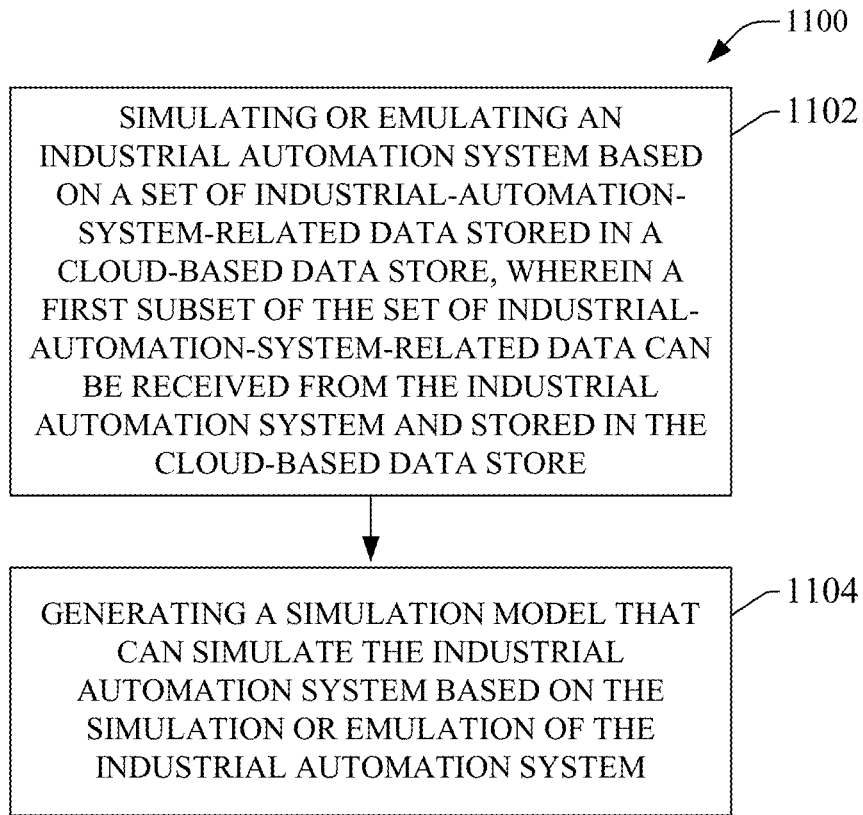 1100
1102
SIMULATING OR EMULATING AN
INDUSTRIAL AUTOMATION SYSTEM BASED
ON A SET OF INDUSTRIAL-AUTOMATION-
SYSTEM-RELATED DATA STORED IN A
CLOUD-BASED DATA STORE, WHEREIN A
FIRST SUBSET OF THE SET OF INDUSTRIAL-
AUTOMATION-SYSTEM-RELATED DATA CAN
BE RECEIVED FROM THE INDUSTRIAL
AUTOMATION SYSTEM AND STORED IN THE
CLOUD-BASED DATA STORE
1104
GENERATING A SIMULATION MODEL THAT
CAN SIMULATE THE INDUSTRIAL
AUTOMATION SYSTEM BASED ON THE
SIMULATION OR EMULATION OF THE
INDUSTRIAL AUTOMATION SYSTEM